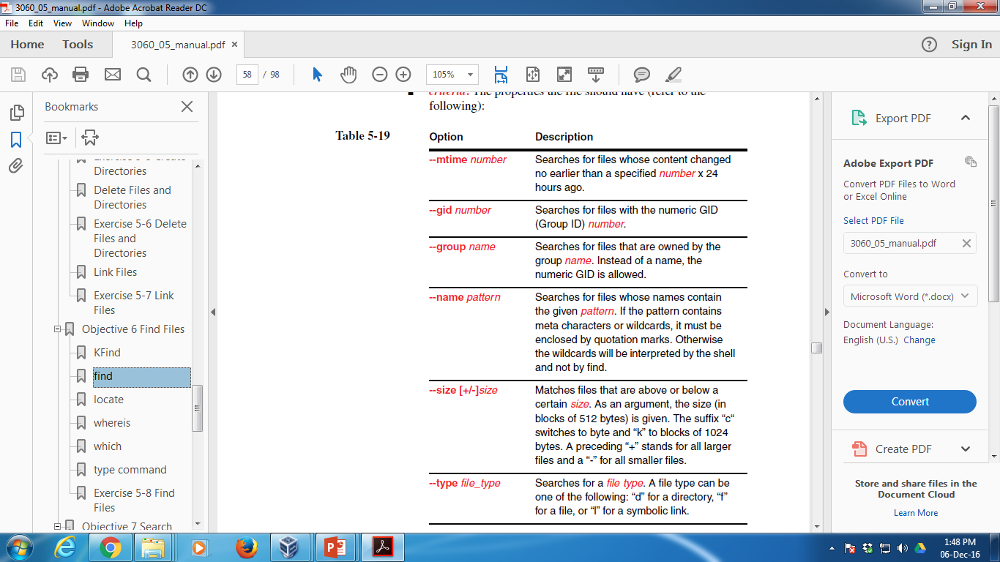 3060_05_manual.pdf - Adobe Acrobat Reader DC
File Edit View Window Help
Home Tools 3060_05_manual.pdf × Sign In
58 / 98 105%
Bookmarks
Directories
Delete Files and
Directories
Exercise 5-6 Delete
Files and
Directories
Link Files
Exercise 5-7 Link
Files
Objective 6 Find Files
KFind
find
locate
whereis
which
type command
Exercise 5-8 Find
Files
Objective 7 Search
criteria: The properties the file should have (refer to the
following):
Table 5-19
Option Description
--mtime number Searches for files whose content changed
no earlier than a specified number x 24
hours ago.
--gid number Searches for files with the numeric GID
(Group ID) number.
--group name Searches for files that are owned by the
group name. Instead of a name, the
numeric GID is allowed.
--name pattern Searches for files whose names contain
the given pattern. If the pattern contains
meta characters or wildcards, it must be
enclosed by quotation marks. Otherwise
the wildcards will be interpreted by the shell
and not by find.
--size [+/-]size Matches files that are above or below a
certain size. As an argument, the size (in
blocks of 512 bytes) is given. The suffix “c“
switches to byte and “k” to blocks of 1024
bytes. A preceding “+” stands for all larger
files and a “-” for all smaller files.
--type file_type Searches for a file type. A file type can be
one of the following: “d” for a directory, “f”
for a file, or “l” for a symbolic link.
Export PDF
Adobe Export PDF
Convert PDF Files to Word
or Excel Online
Select PDF File
3060_05_manual.pdf
Convert to
Microsoft Word (*.docx)
Document Language:
English (U.S.) Change
Convert
Create PDF
Store and share files in the
Document Cloud
Learn More
1:48 PM
06-Dec-16